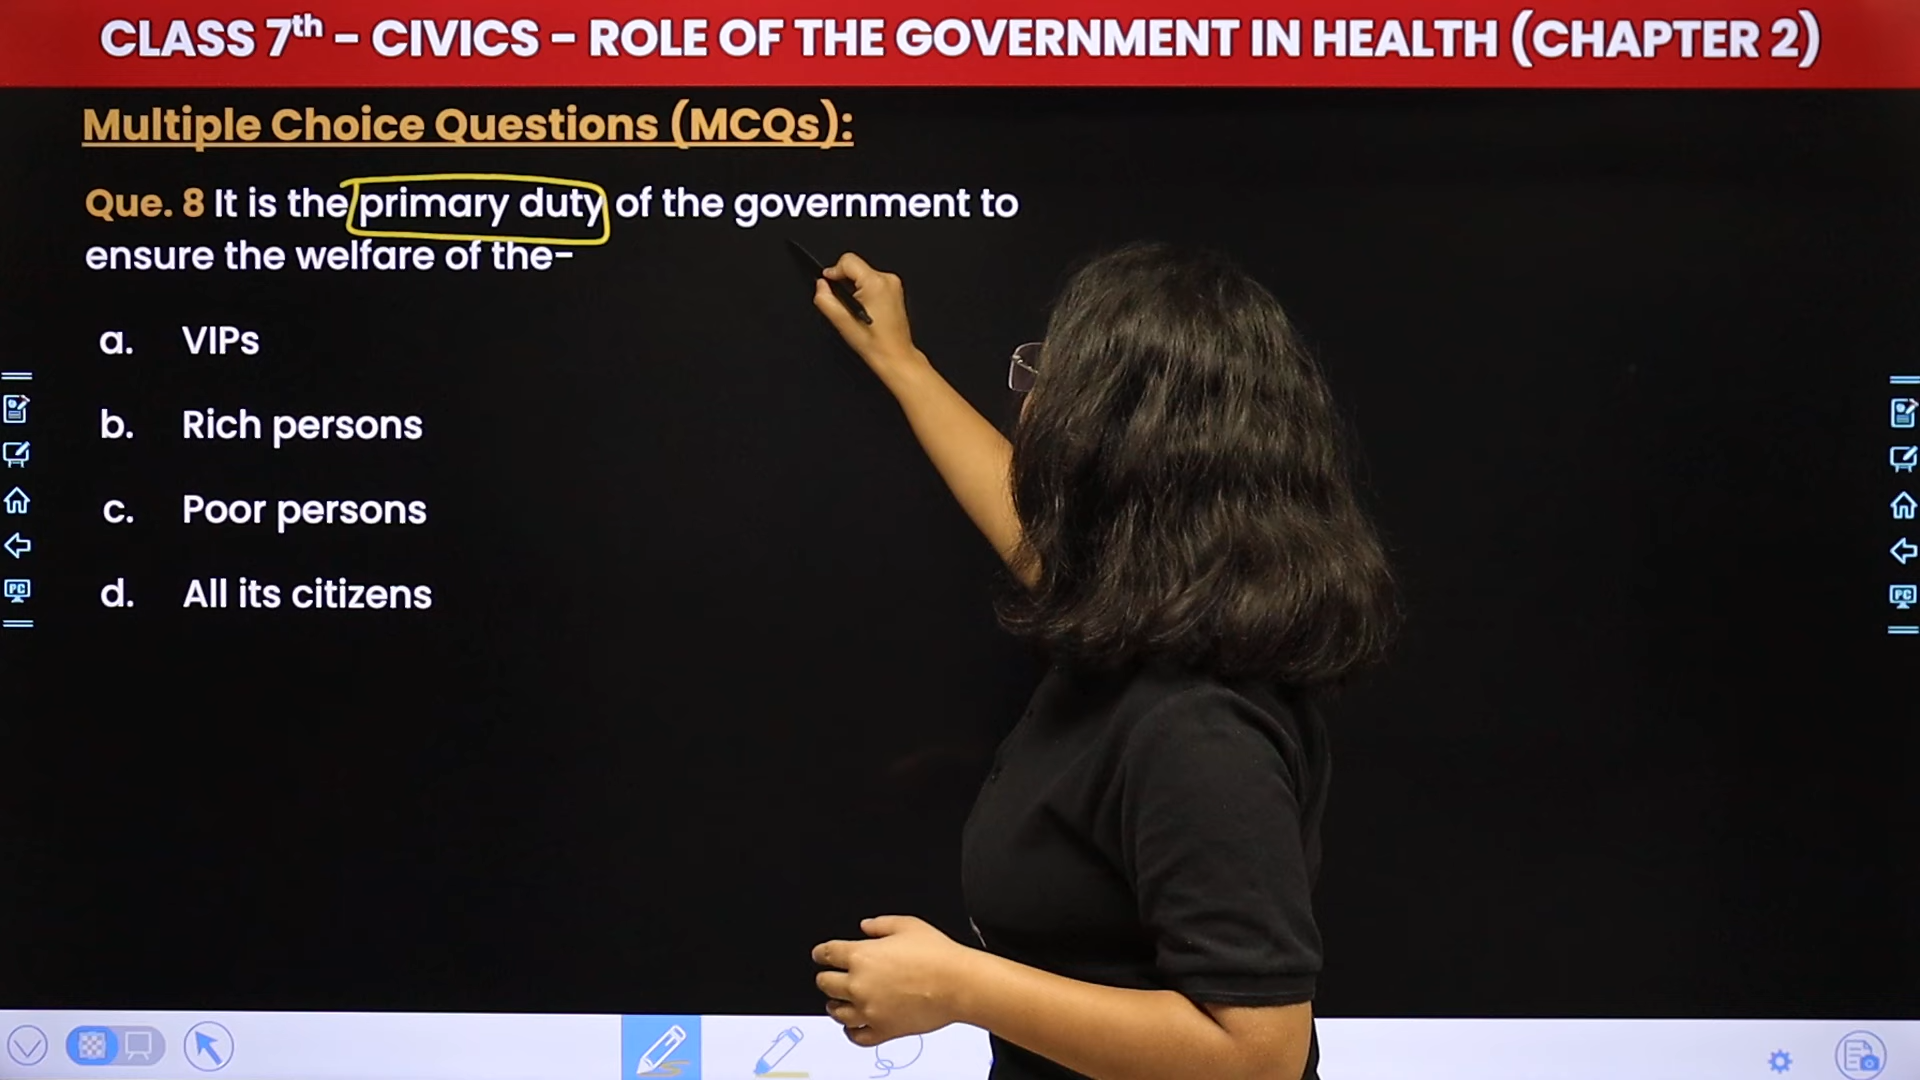 CLASS 7th - CIVICS - ROLE OF THE GOVERNMENT IN HEALTH (CHAPTER 2)
Multiple Choice Questions (MCQs):
Que. 8 It is the primary duty of the government to
ensure the welfare of the-
a. VIPs
b. Rich persons
c. Poor persons
d. All its citizens
PC
PC